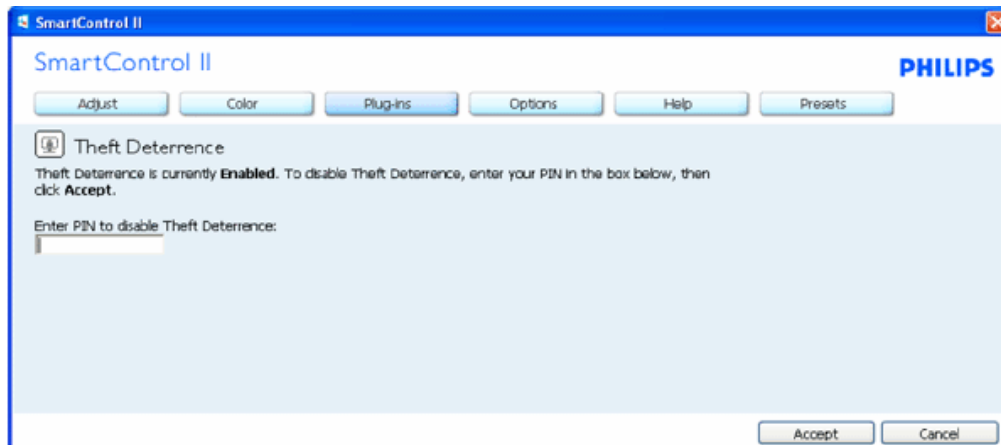 SmartControl II
SmartControl II
PHILIPS
Adjust Color Plug-ins Options Help Presets
Theft Deterrence
Theft Deterrence is currently Enabled. To disable Theft Deterrence, enter your PIN in the box below, then
click Accept.
Enter PIN to disable Theft Deterrence:
Accept Cancel